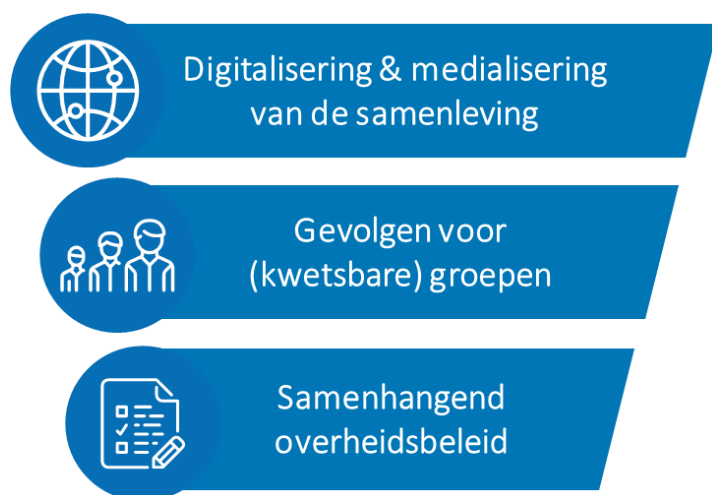 Digitalisering & medialisering
van de samenleving
Gevolgen voor
(kwetsbare) groepen
Samenhangend
overheidsbeleid